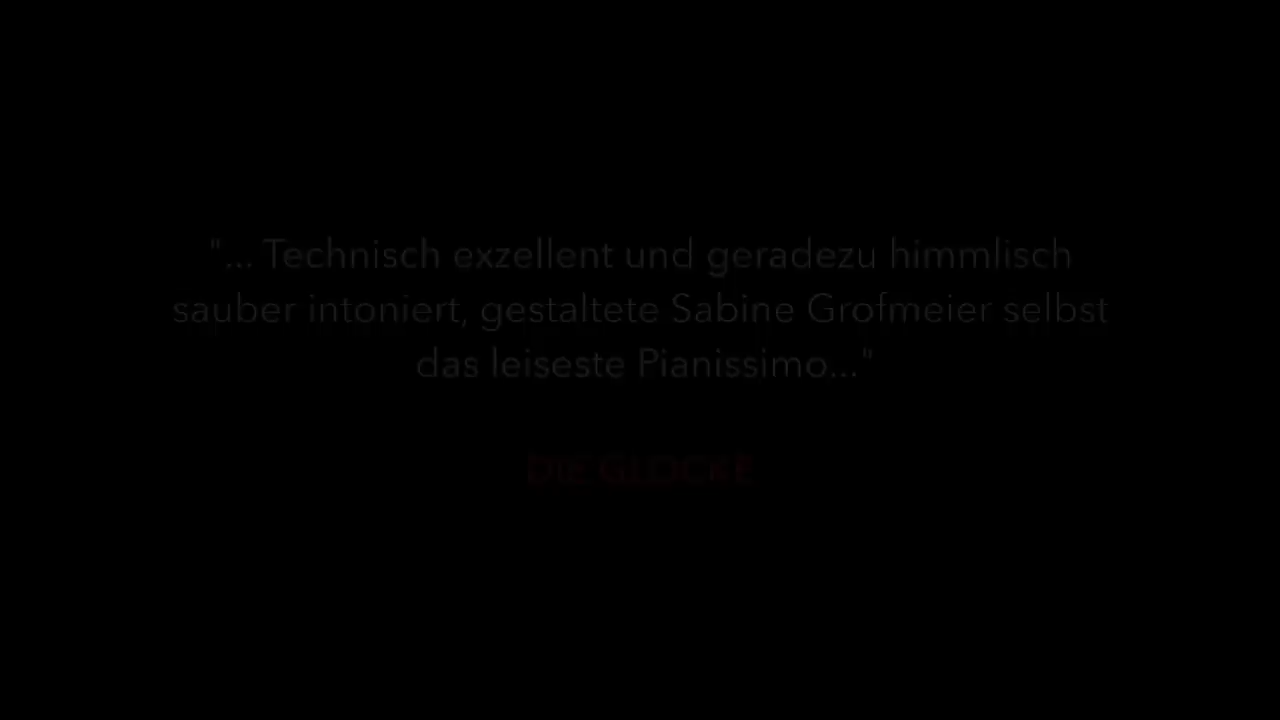 "... Technisch exzellent und geradezu himmlisch
sauber intoniert, gestaltete Sabine Grofmeier selbst
das leiseste Pianissimo..."
DIE GLOCKE